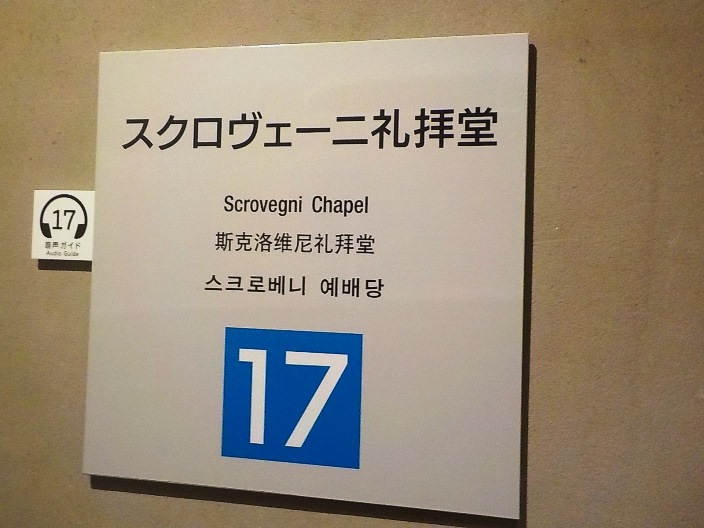 スクロヴェーニ礼拝堂
Scrovegni Chapel
斯克洛维尼礼拜堂
스크로베니 예배당
17
17
音声ガイド
Audio Guide